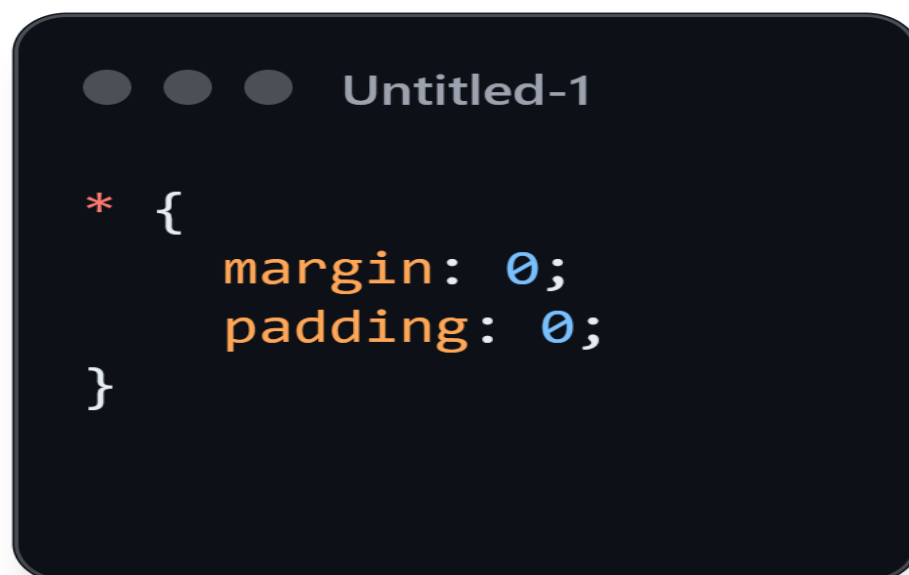 Untitled-1
* {
    margin: 0;
    padding: 0;
}